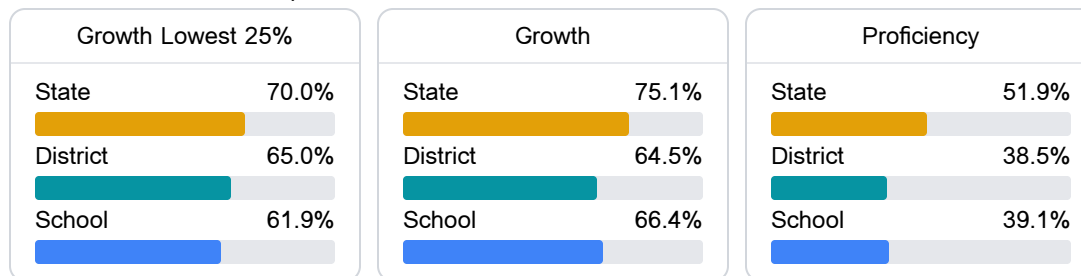 Growth Lowest 25%
State 70.0%
District 65.0%
School 61.9%
Growth
State 75.1%
District 64.5%
School 66.4%
Proficiency
State 51.9%
District 38.5%
School 39.1%